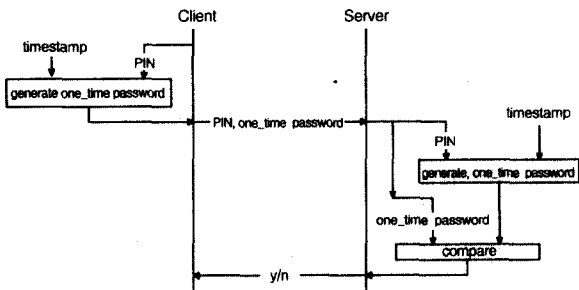 Client Server
timestamp
PIN
generate one_time password
PIN, one_time password
timestamp
PIN
generate, one_time password
one_time password
compare
y/n